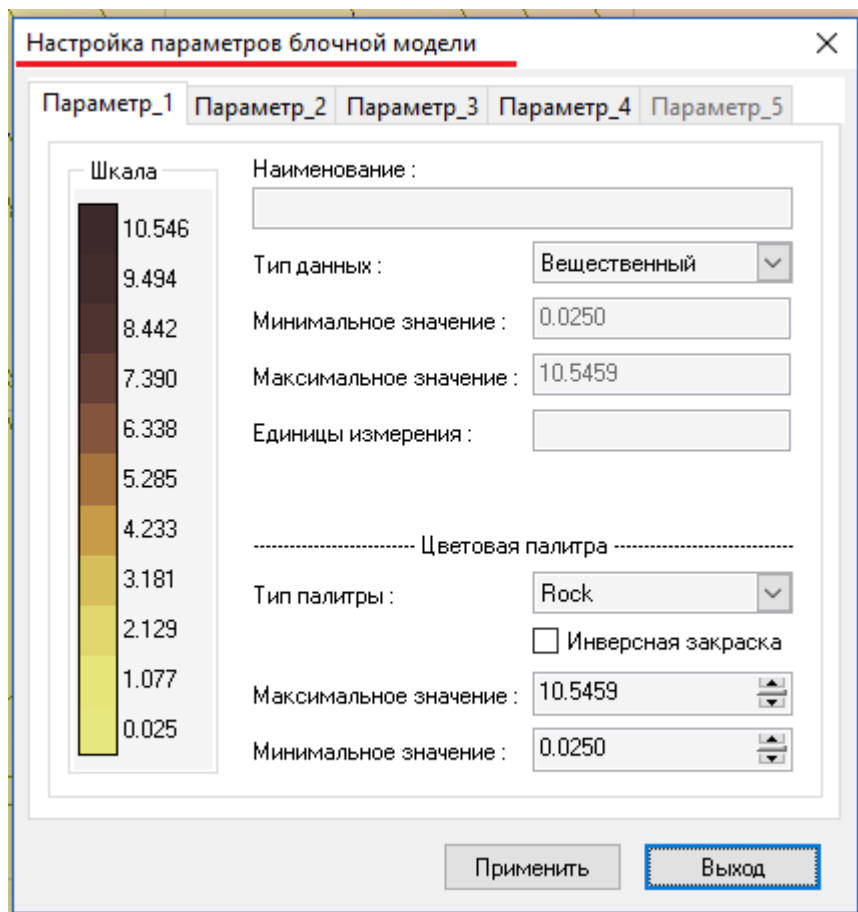 Настройка параметров блочной модели
Параметр_1 Параметр_2 Параметр_3 Параметр_4 Параметр_5
Шкала
10.546
9.494
8.442
7.390
6.338
5.285
4.233
3.181
2.129
1.077
0.025
Наименование :
Тип данных : Вещественный
Минимальное значение : 0.0250
Максимальное значение : 10.5459
Единицы измерения :
Цветовая палитра
Тип палитры : Rock
Инверсная закраска
Максимальное значение : 10.5459
Минимальное значение : 0.0250
Применить Выход